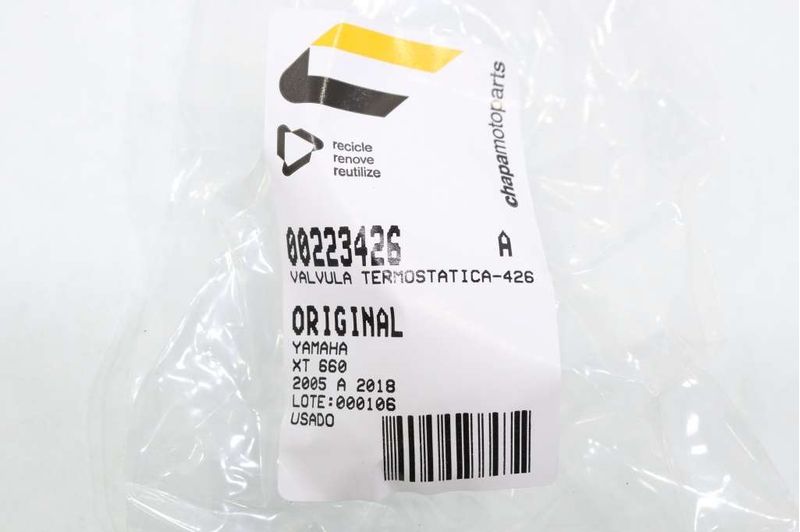 chapamotoparts
recicle
renove
reutilize
00223426 A
VALVULA TERMOSTATICA-426
ORIGINAL
YAMAHA
XT 660
2005 A 2018
LOTE:000106
USADO